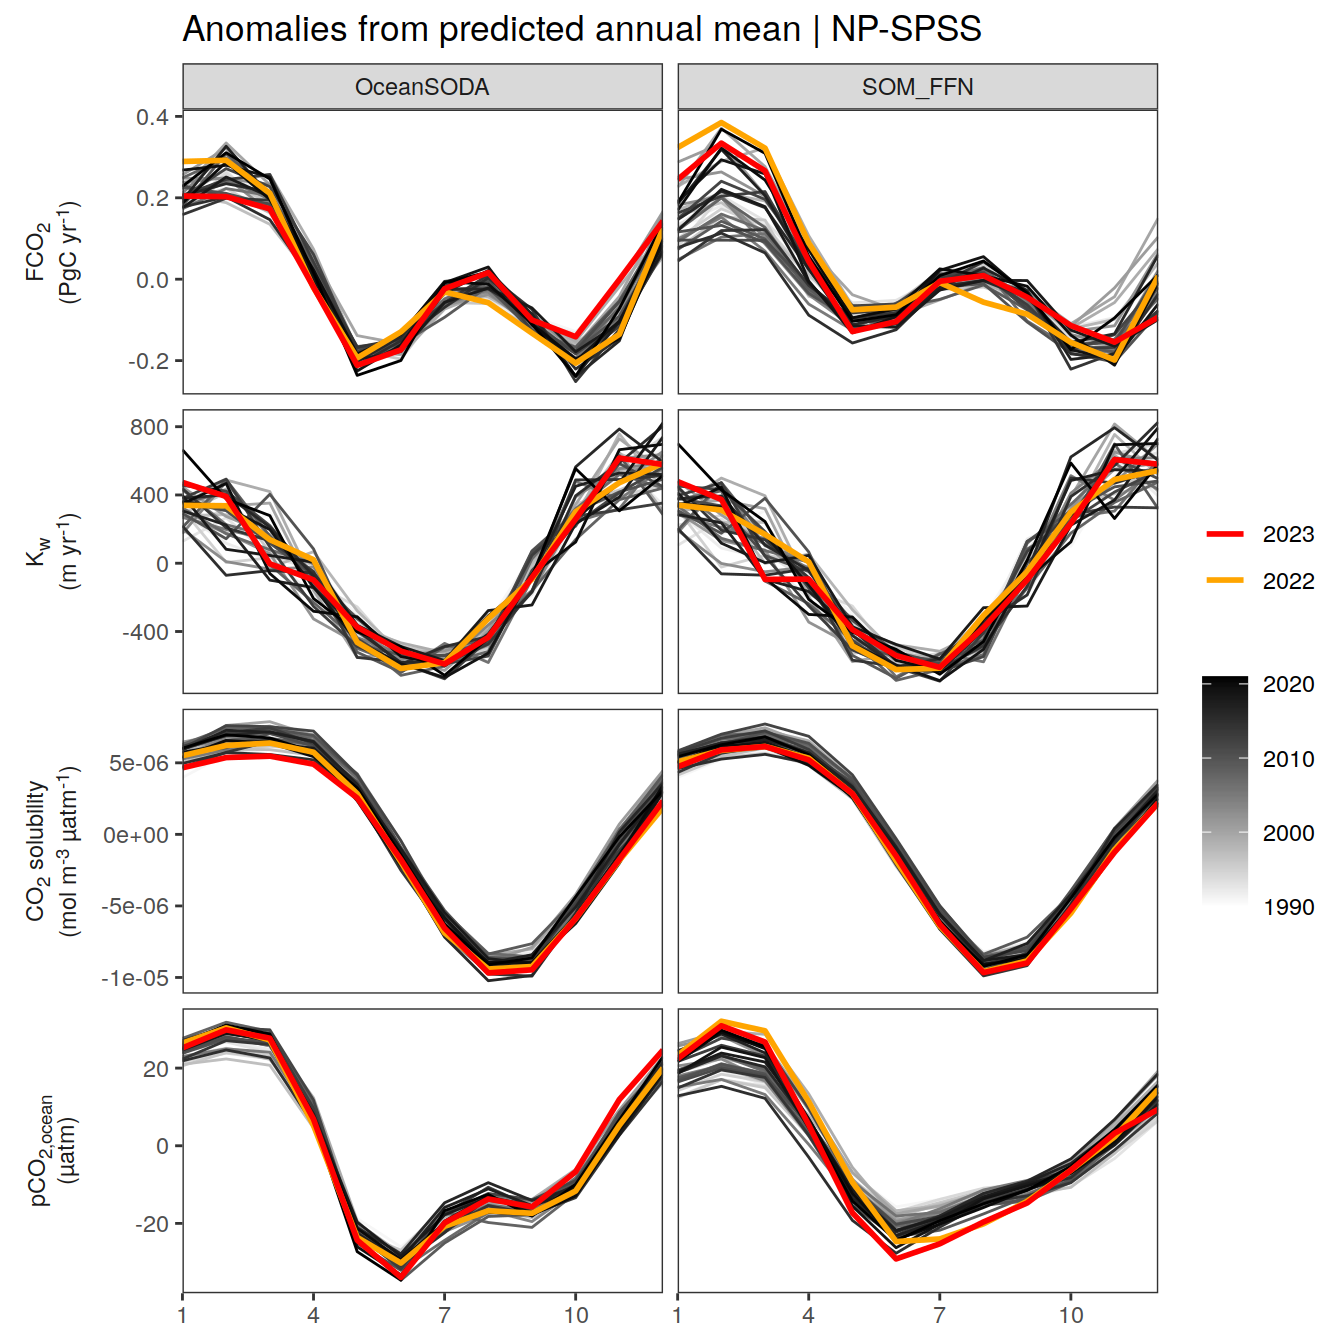 Anomalies from predicted annual mean | NP-SPSS
OceanSODA
SOM_FFN
FCO₂
(PgC yr⁻¹)
0.4
0.2
0.0
-0.2
K_w
(m yr⁻¹)
800
400
0
-400
CO₂ solubility
(mol m⁻³ µatm⁻¹)
5e-06
0e+00
-5e-06
-1e-05
pCO₂,ocean
(µatm)
20
0
-20
1 4 7 10
1 4 7 10
2023
2022
2020
2010
2000
1990